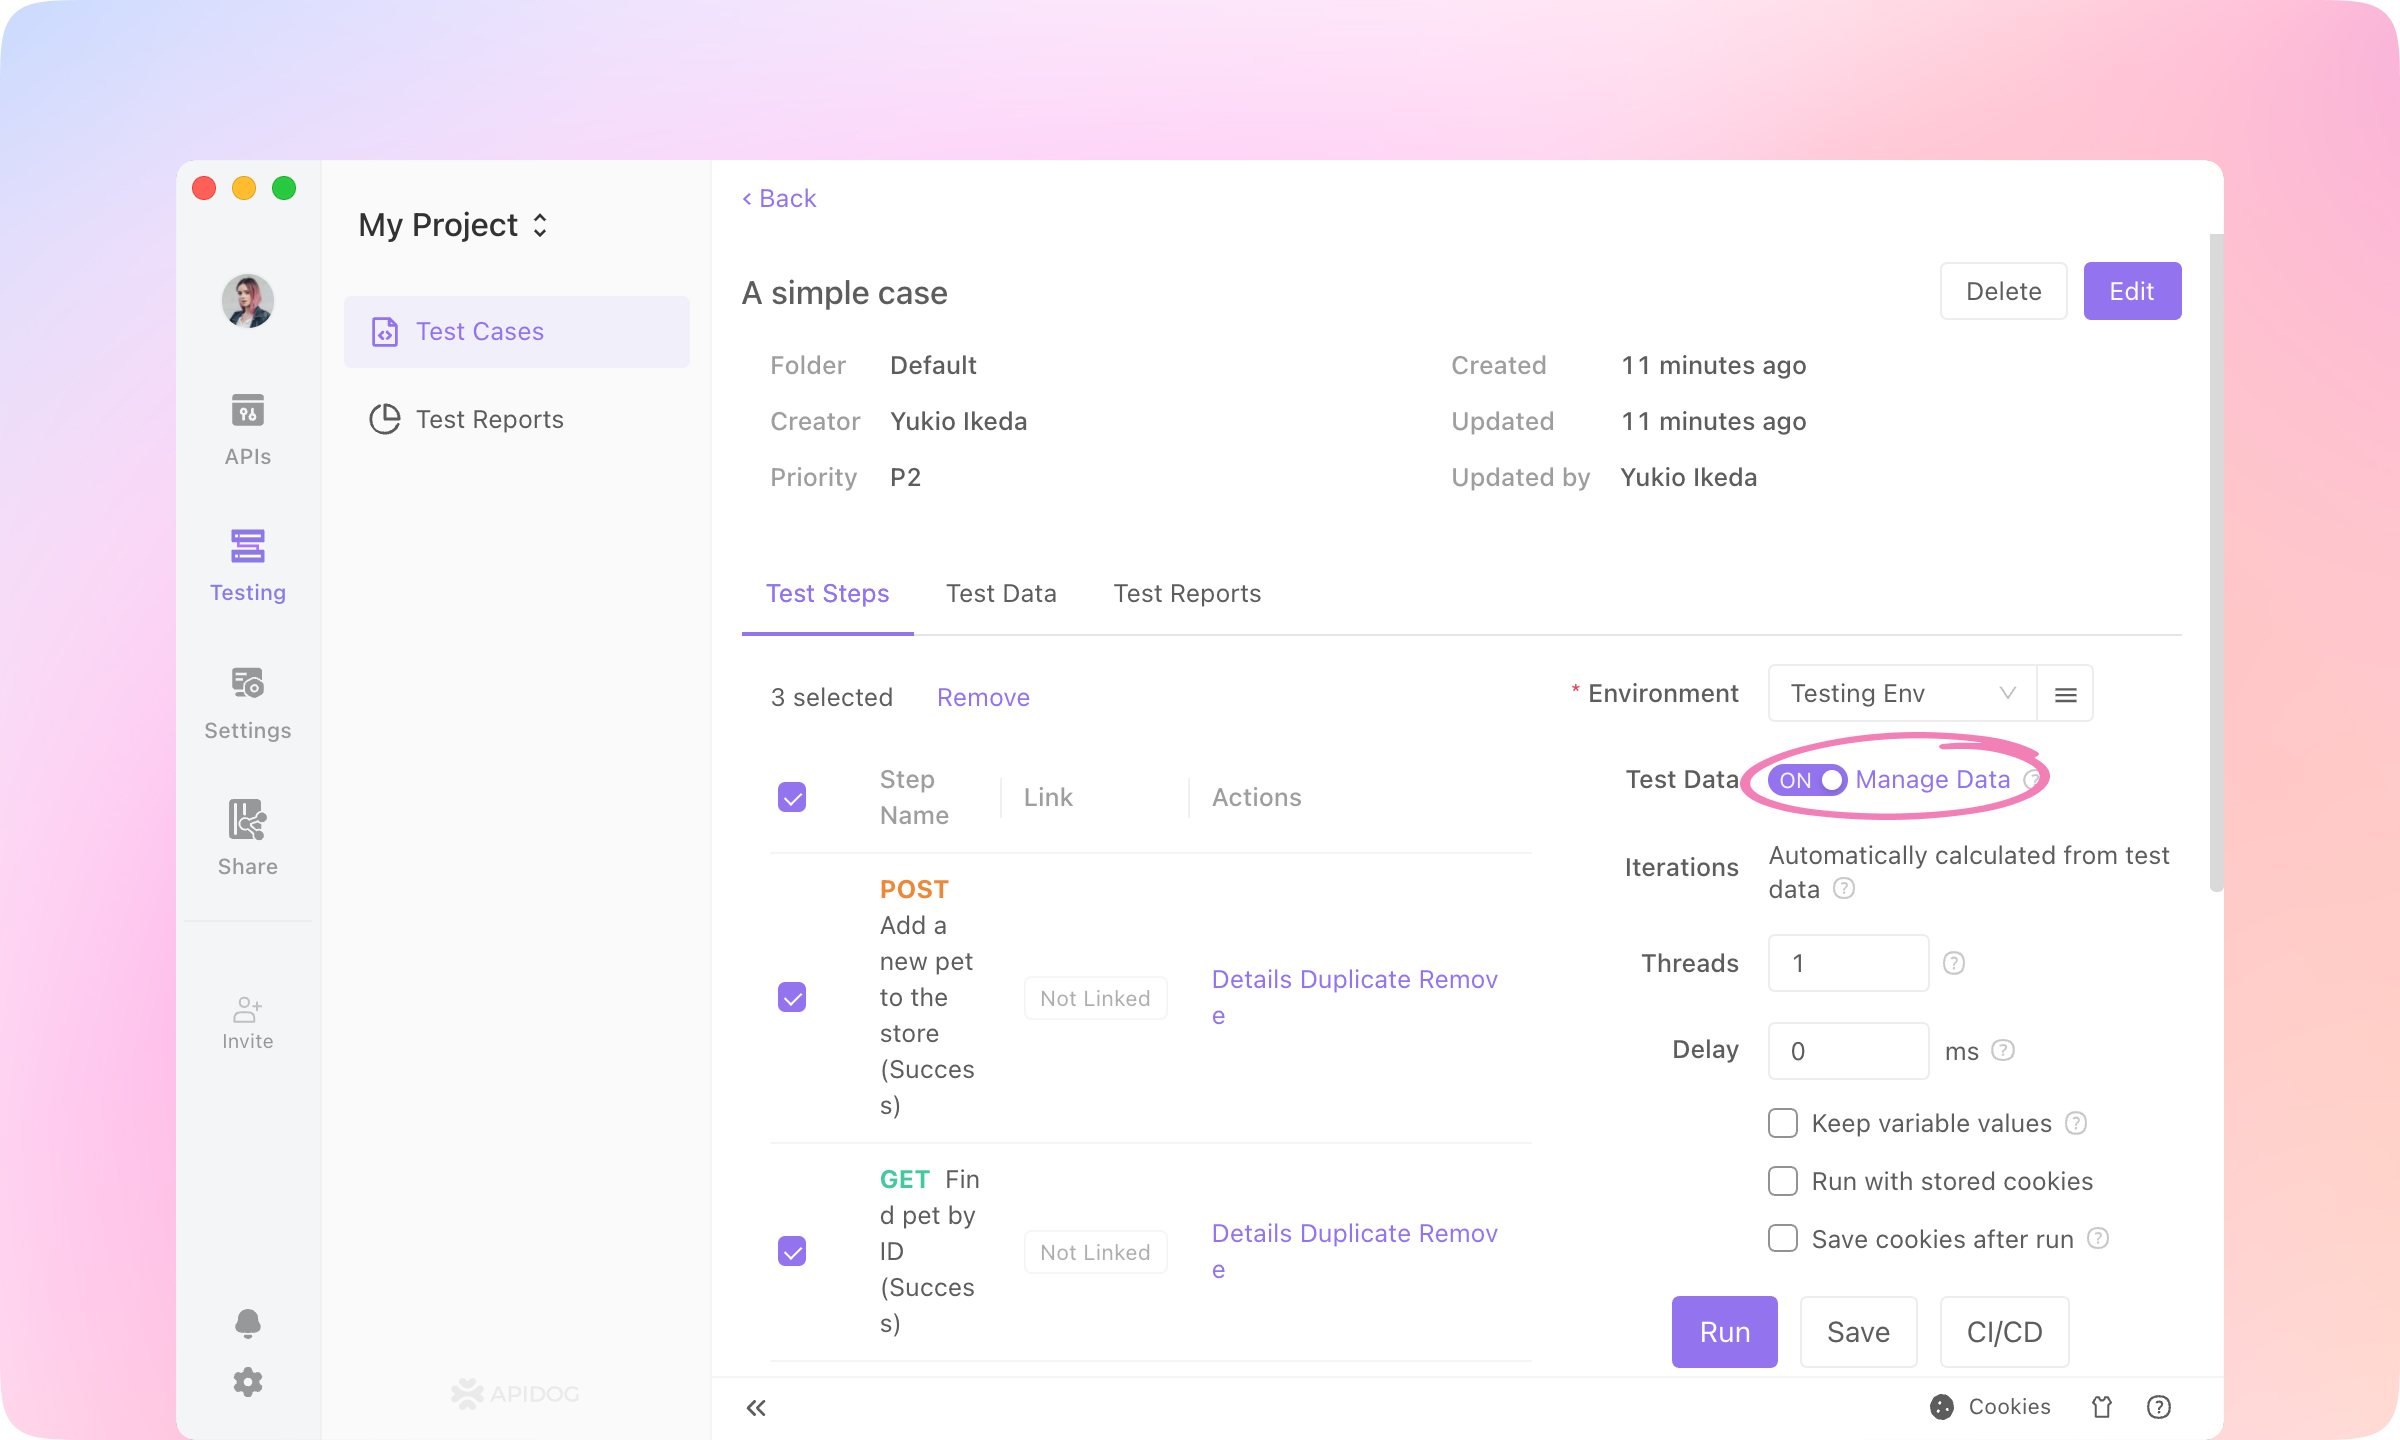 My Project
APIs
Testing
Settings
Share
Invite
Test Cases
Test Reports
APIDOG
Back
A simple case
Delete
Edit
Folder Default
Created 11 minutes ago
Creator Yukio Ikeda
Updated 11 minutes ago
Priority P2
Updated by Yukio Ikeda
Test Steps
Test Data
Test Reports
3 selected
Remove
Step
Name
Link
Actions
POST
Add a
new pet
to the
store
(Succes
s)
Not Linked
Details Duplicate Remov
e
GET Fin
d pet by
ID
(Succes
s)
Not Linked
Details Duplicate Remov
e
* Environment
Testing Env
Test Data
ON
Manage Data
?
Iterations
Automatically calculated from test
data ?
Threads
1
?
Delay
0
ms ?
Keep variable values ?
Run with stored cookies
Save cookies after run ?
Run
Save
CI/CD
Cookies
?